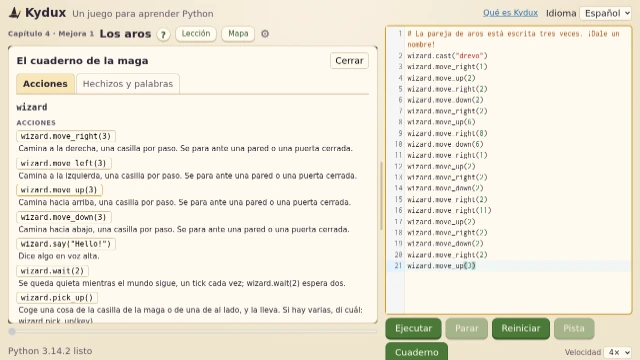 Kydux Un juego para aprender Python Qué es Kydux Idioma Español
Capítulo 4 • Mejora 1 Los aros ? Lección Mapa
El cuaderno de la maga Cerrar
Acciones Hechizos y palabras
wizard
ACCIONES
wizard.move_right(3)
Camina a la derecha, una casilla por paso. Se para ante una pared o una puerta cerrada.
wizard.move_left(3)
Camina a la izquierda, una casilla por paso. Se para ante una pared o una puerta cerrada.
wizard.move_up(3)
Camina hacia arriba, una casilla por paso. Se para ante una pared o una puerta cerrada.
wizard.move_down(3)
Camina hacia abajo, una casilla por paso. Se para ante una pared o una puerta cerrada.
wizard.say("Hello!")
Dice algo en voz alta.
wizard.wait(2)
Se queda quieta mientras el mundo sigue, un tick cada vez; wizard.wait(2) espera dos.
wizard.pick_up()
Coge una cosa de la casilla de la maga o de una de al lado, y la lleva. Si hay varias, di cuál:
wizard.pick_up(key)
Python 3.14.2 listo
1 # La pareja de aros está escrita tres veces. ¡Dale un
nombre!
2 wizard.cast("drevo")
3 wizard.move_right(1)
4 wizard.move_up(2)
5 wizard.move_right(2)
6 wizard.move_down(2)
7 wizard.move_right(2)
8 wizard.move_up(6)
9 wizard.move_right(8)
10 wizard.move_down(6)
11 wizard.move_right(1)
12 wizard.move_up(2)
13 wizard.move_right(2)
14 wizard.move_down(2)
15 wizard.move_right(2)
16 wizard.move_right(11)
17 wizard.move_up(2)
18 wizard.move_right(2)
19 wizard.move_down(2)
20 wizard.move_right(2)
21 wizard.move_up(3)
Ejecutar Parar Reiniciar Pista
Cuaderno Velocidad 4×